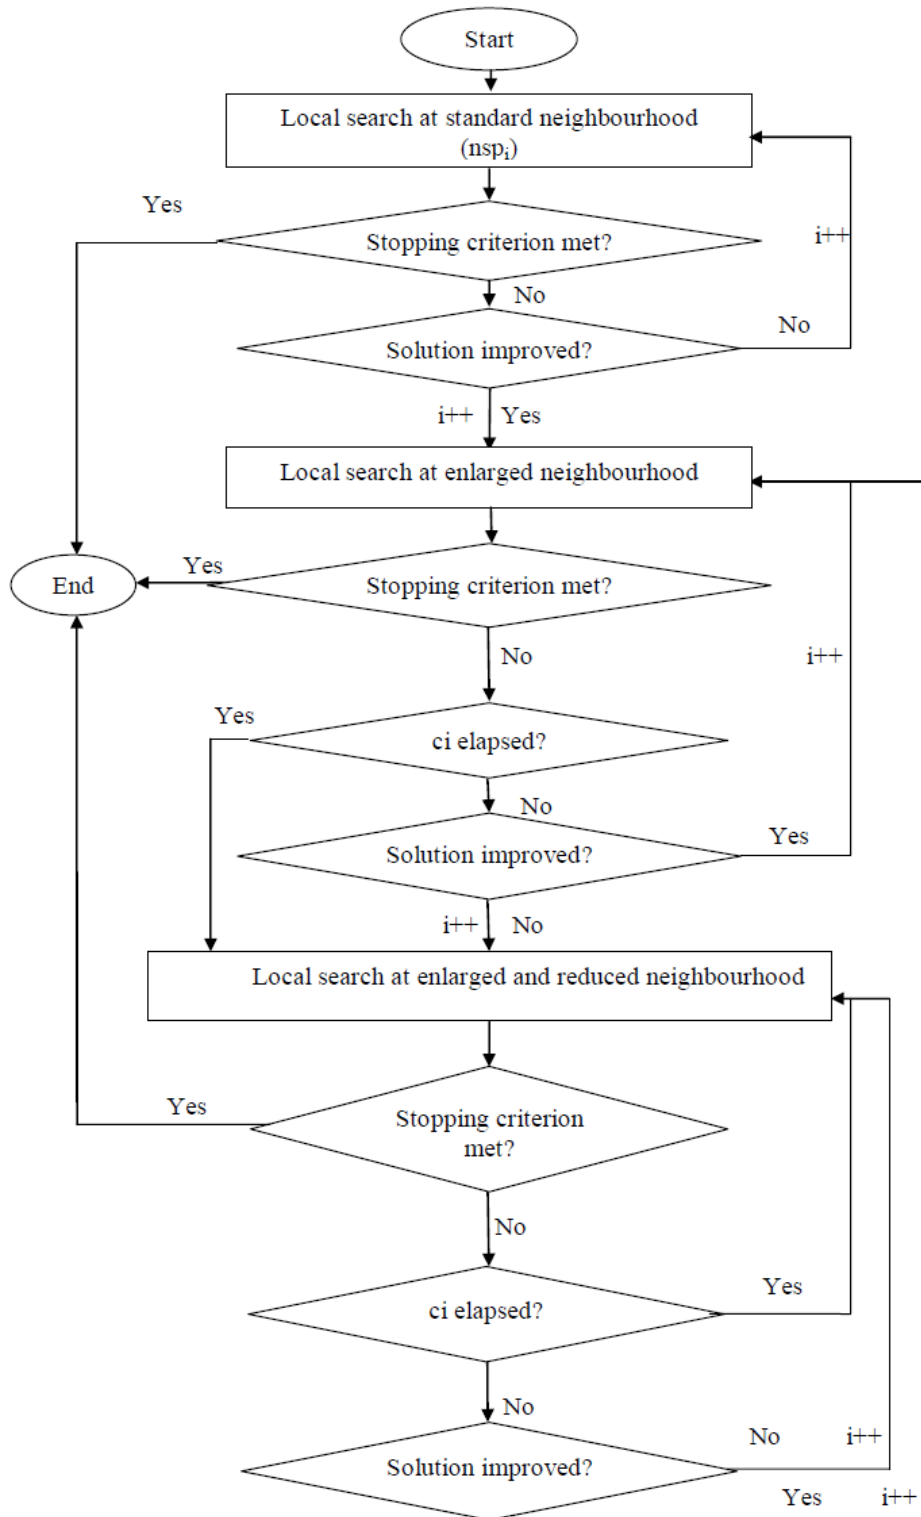 Start
Local search at standard neighbourhood
(nspᵢ)
Yes
Stopping criterion met?
i++
No
Solution improved?
No
i++ Yes
Local search at enlarged neighbourhood
Yes
End
Stopping criterion met?
No
i++
Yes
ci elapsed?
No
Solution improved?
Yes
i++ No
Local search at enlarged and reduced neighbourhood
Yes
Stopping criterion
met?
No
ci elapsed?
Yes
No
No i++
Solution improved?
Yes i++